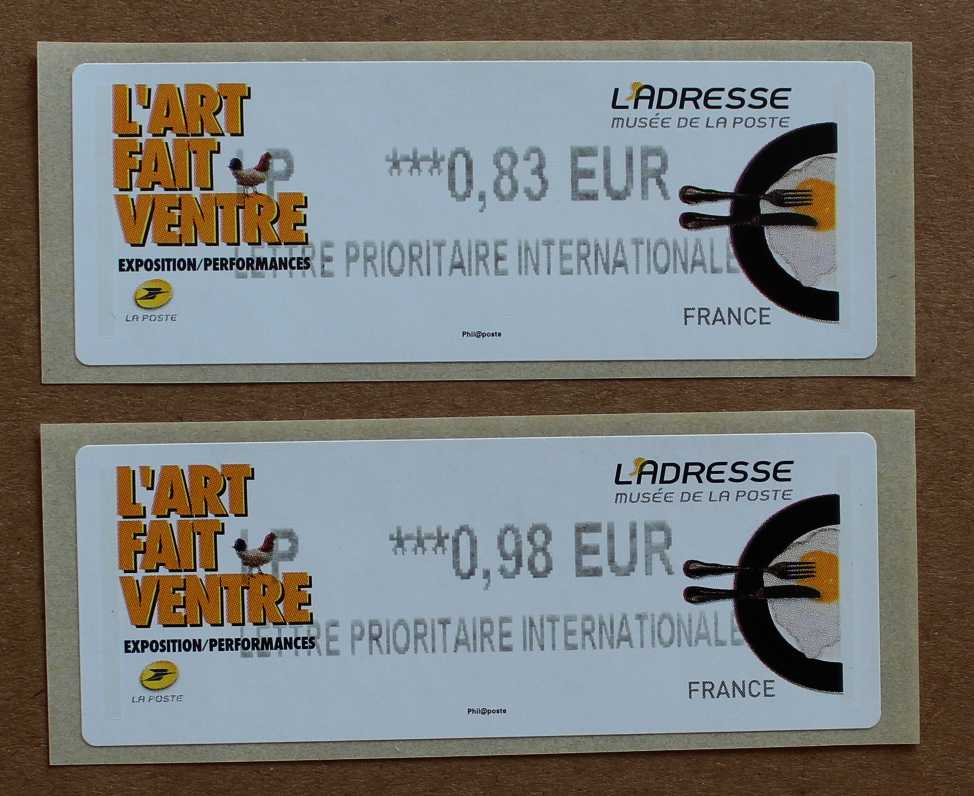 L'ART
FAIT
VENTRE
EXPOSITION/PERFORMANCES
LA POSTE
LP ***0,83 EUR
LETTRE PRIORITAIRE INTERNATIONALE
L'ADRESSE
MUSÉE DE LA POSTE
FRANCE
Phil@poste
L'ART
FAIT
VENTRE
EXPOSITION/PERFORMANCES
LA POSTE
LP ***0,98 EUR
LETTRE PRIORITAIRE INTERNATIONALE
L'ADRESSE
MUSÉE DE LA POSTE
FRANCE
Phil@poste